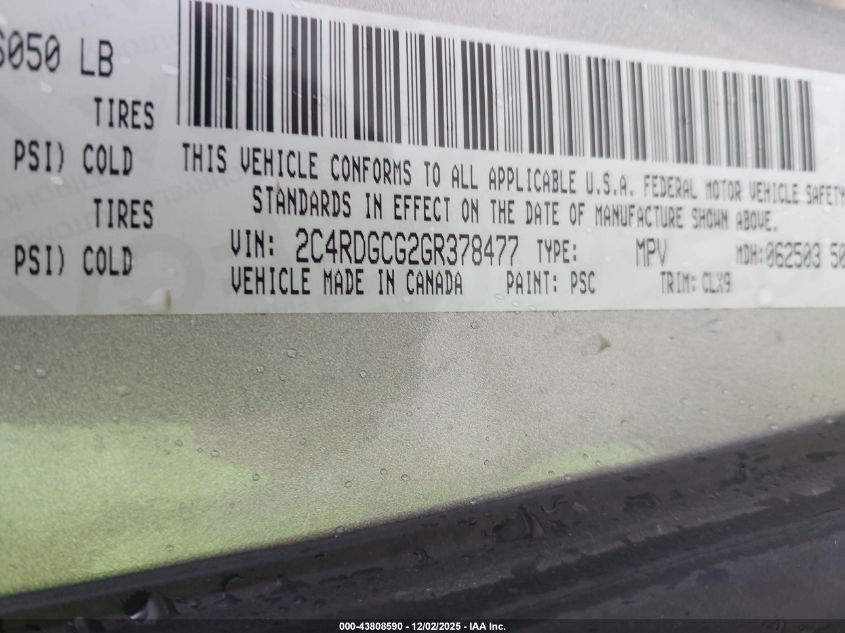 6050 LB
TIRES
PSI) COLD
THIS VEHICLE CONFORMS TO ALL APPLICABLE U.S.A. FEDERAL MOTOR VEHICLE SAFETY
TIRES
STANDARDS IN EFFECT ON THE DATE OF MANUFACTURE SHOWN ABOVE.
PSI) COLD
VIN: 2C4RDGCG2GR378477 TYPE: MPV MDH:062503 50
VEHICLE MADE IN CANADA PAINT: PSC TRIM: CLX9
000-43808590 - 12/02/2025 - IAA Inc.